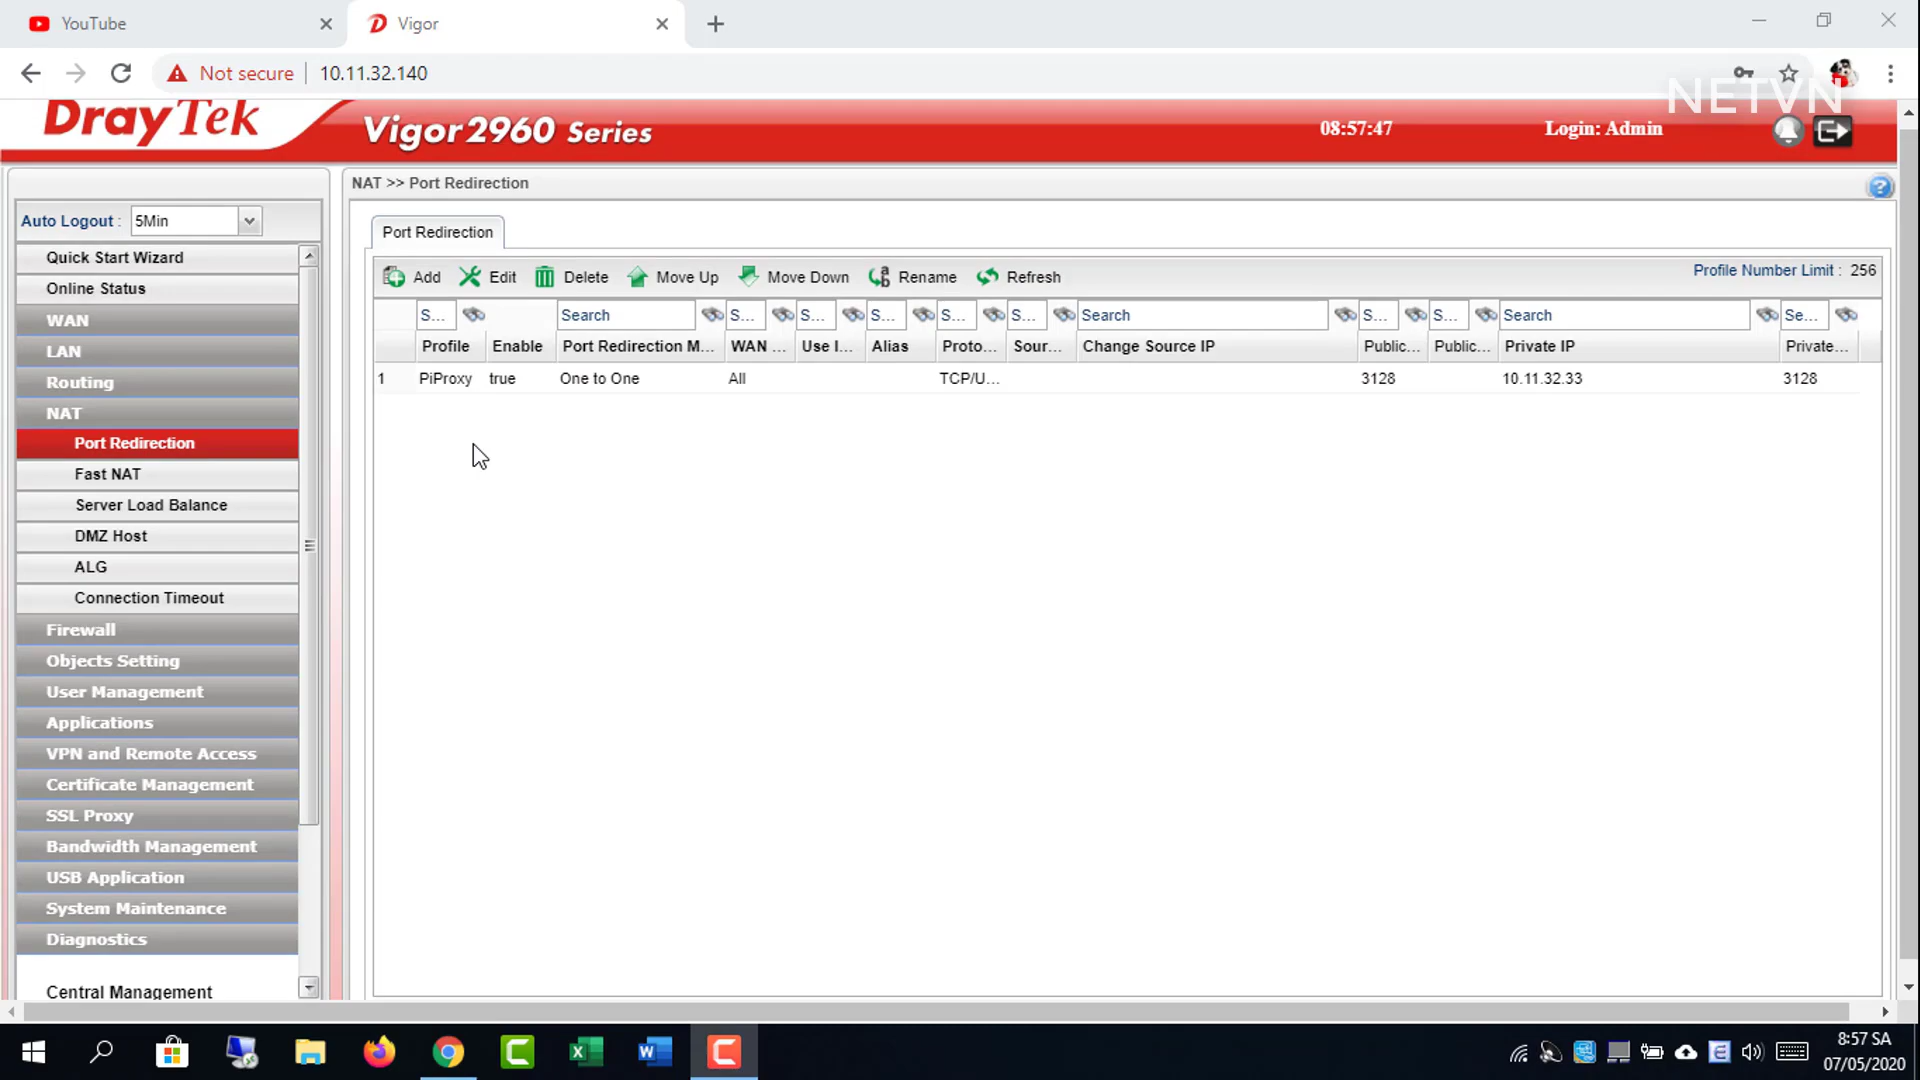 YouTube
Vigor
Not secure
10.11.32.140
NETVN
DrayTek
Vigor2960 Series
08:57:47
Login: Admin
Auto Logout :
5Min
Quick Start Wizard
Online Status
WAN
LAN
Routing
NAT
Port Redirection
Fast NAT
Server Load Balance
DMZ Host
ALG
Connection Timeout
Firewall
Objects Setting
User Management
Applications
VPN and Remote Access
Certificate Management
SSL Proxy
Bandwidth Management
USB Application
System Maintenance
Diagnostics
Central Management
NAT >> Port Redirection
Port Redirection
Add Edit Delete Move Up Move Down Rename Refresh
Profile Number Limit : 256
S... Search S... S... S... S... S... Search S... S... Search Se...
Profile Enable Port Redirection M... WAN ... Use I... Alias Proto... Sour... Change Source IP Public... Public... Private IP Private...
1 PiProxy true One to One All TCP/U... 3128 10.11.32.33 3128
8:57 SA
07/05/2020